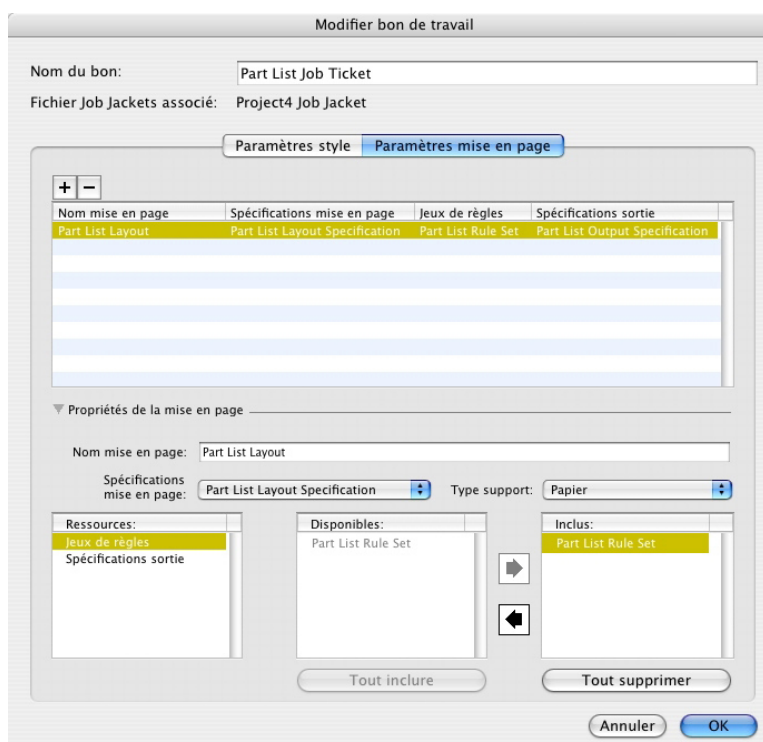 Modifier bon de travail
Nom du bon: Part List Job Ticket
Fichier Job Jackets associé: Project4 Job Jacket
Paramètres style Paramètres mise en page
+ −
Nom mise en page Spécifications mise en page Jeux de règles Spécifications sortie
Part List Layout Part List Layout Specification Part List Rule Set Part List Output Specification
Propriétés de la mise en page
Nom mise en page: Part List Layout
Spécifications
mise en page: Part List Layout Specification Type support: Papier
Ressources: Disponibles: Inclus:
Jeux de règles Part List Rule Set Part List Rule Set
Spécifications sortie
Tout inclure Tout supprimer
Annuler OK